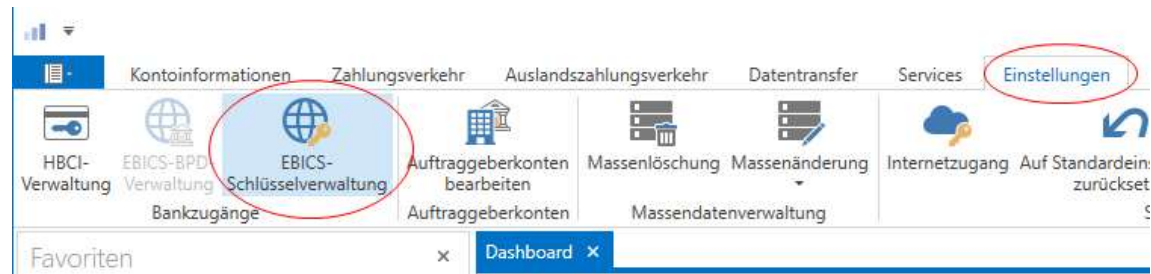 Kontoinformationen Zahlungsverkehr Auslandszahlungsverkehr Datentransfer Services Einstellungen
HBCI- EBICS-BPD- EBICS- Auftraggeberkonten Massenlöschung Massenänderung Internetzugang Auf Standardeins
Verwaltung Verwaltung Schlüsselverwaltung bearbeiten zurückset
Bankzugänge Auftraggeberkonten Massendatenverwaltung S
Favoriten × Dashboard ×